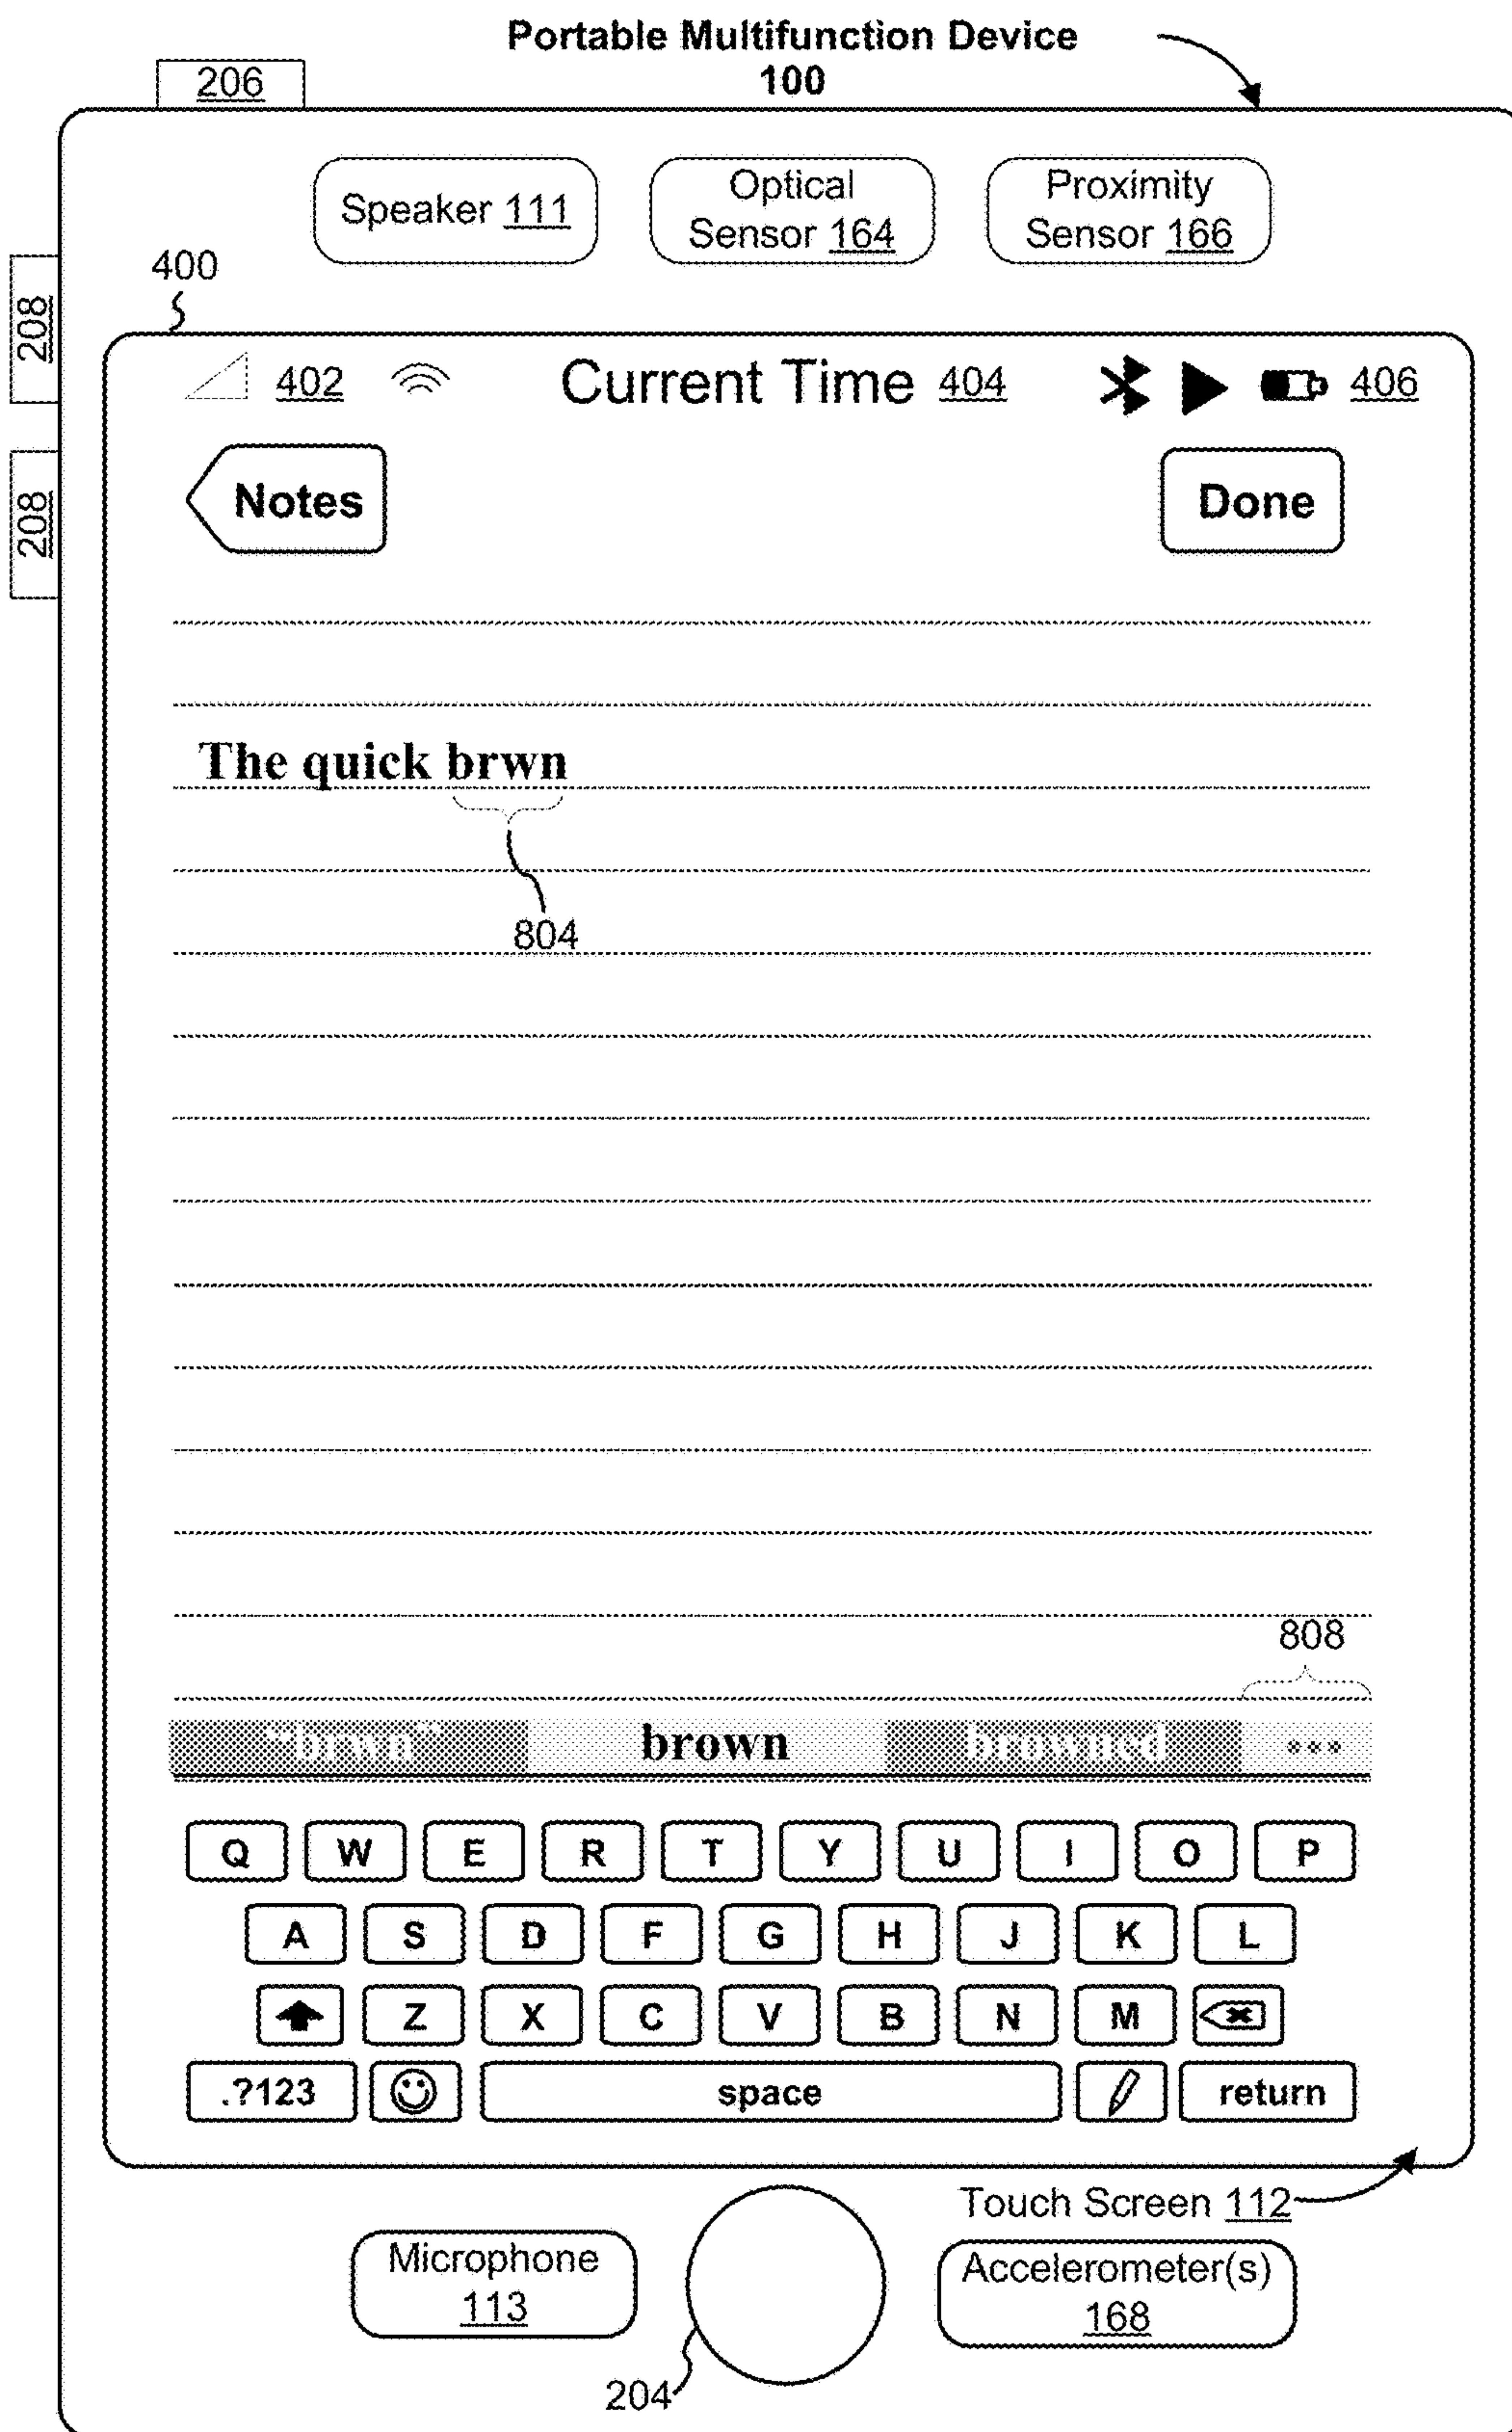 Portable Multifunction Device
100
206
Speaker 111
Optical
Sensor 164
Proximity
Sensor 166
208
400
402
Current Time 404
406
208
Notes
Done
The quick brwn
804
808
“brwn” brown browned
Q W E R T Y U I O P
A S D F G H J K L
Z X C V B N M
.?123 space return
Touch Screen 112
Microphone
113
Accelerometer(s)
168
204